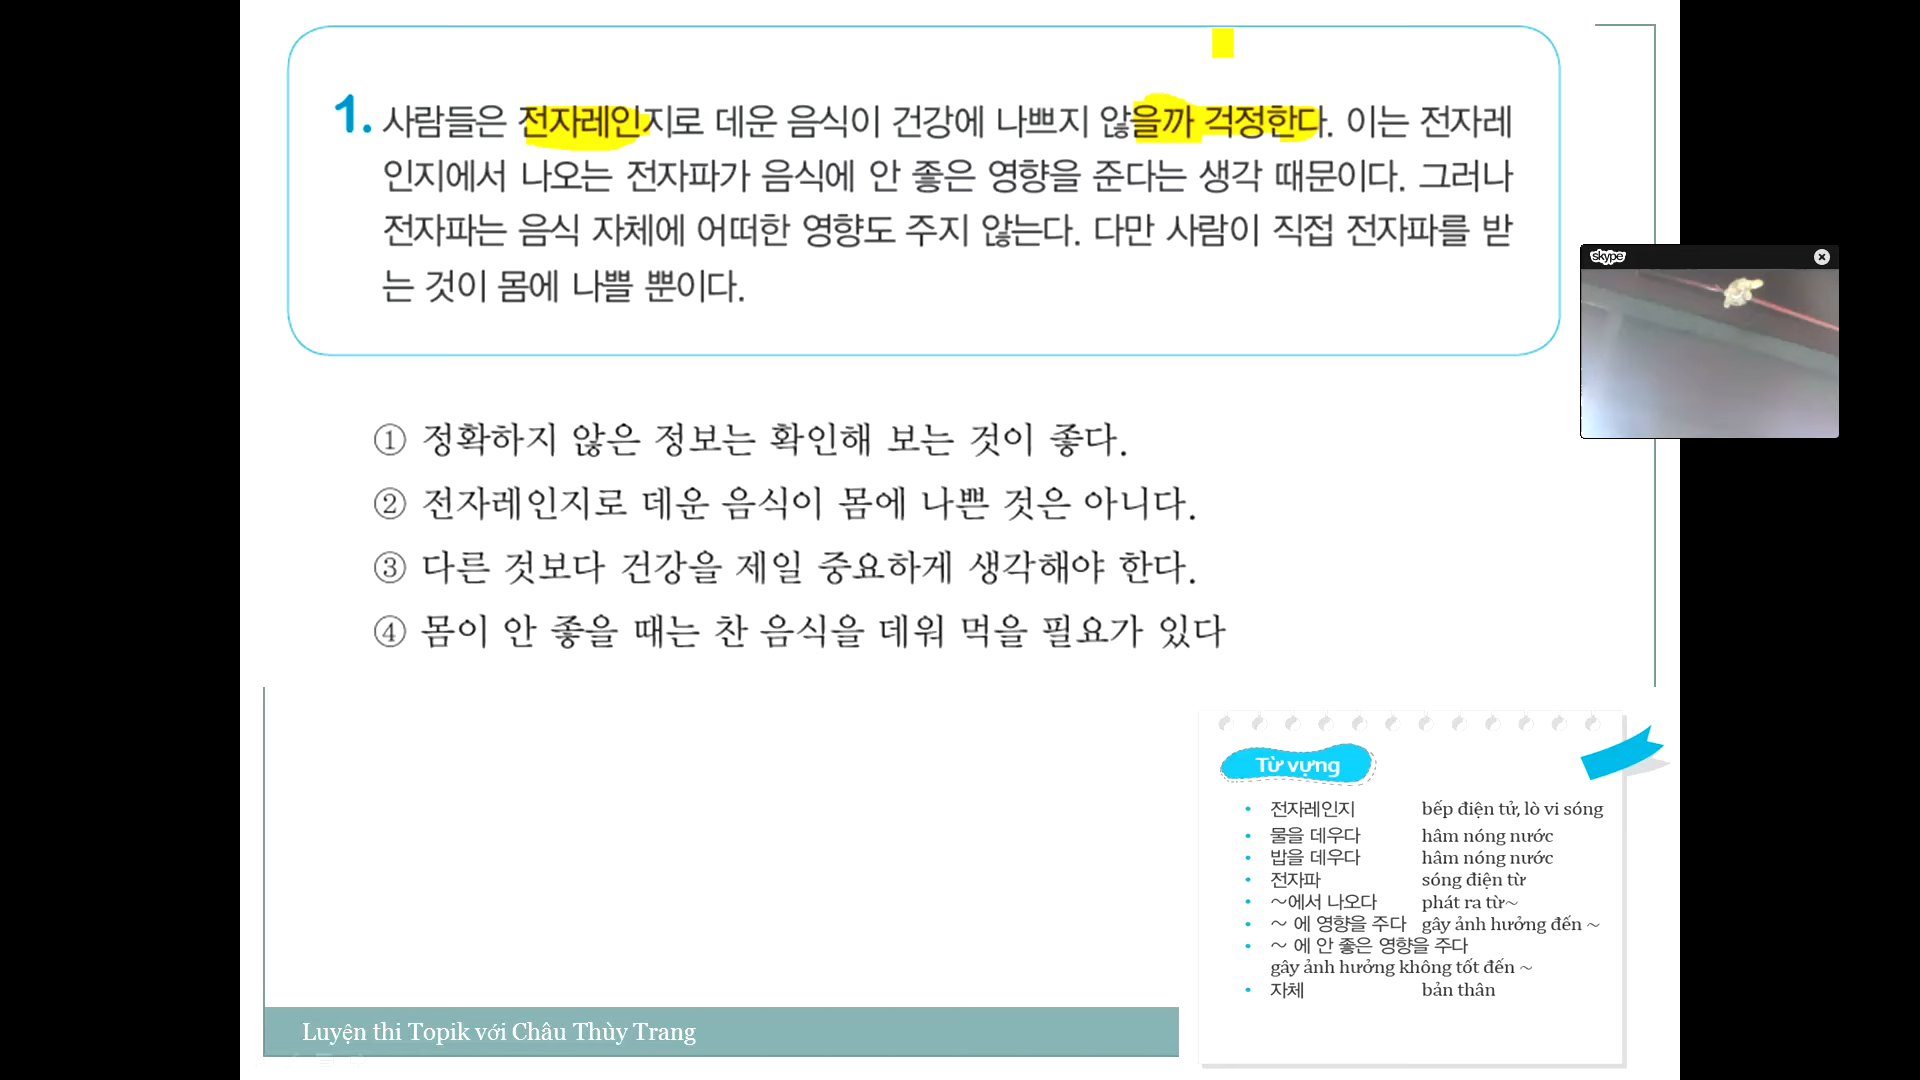 1. 사람들은 전자레인지로 데운 음식이 건강에 나쁘지 않을까 걱정한다. 이는 전자레
인지에서 나오는 전자파가 음식에 안 좋은 영향을 준다는 생각 때문이다. 그러나
전자파는 음식 자체에 어떠한 영향도 주지 않는다. 다만 사람이 직접 전자파를 받
는 것이 몸에 나쁠 뿐이다.
skype
① 정확하지 않은 정보는 확인해 보는 것이 좋다.
② 전자레인지로 데운 음식이 몸에 나쁜 것은 아니다.
③ 다른 것보다 건강을 제일 중요하게 생각해야 한다.
④ 몸이 안 좋을 때는 찬 음식을 데워 먹을 필요가 있다
Từ vựng
• 전자레인지 bếp điện tử, lò vi sóng
• 물을 데우다 hâm nóng nước
• 밥을 데우다 hâm nóng nước
• 전자파 sóng điện từ
• ~에서 나오다 phát ra từ~
• ~ 에 영향을 주다 gây ảnh hưởng đến ~
• ~ 에 안 좋은 영향을 주다
gây ảnh hưởng không tốt đến ~
• 자체 bản thân
Luyện thi Topik với Châu Thùy Trang